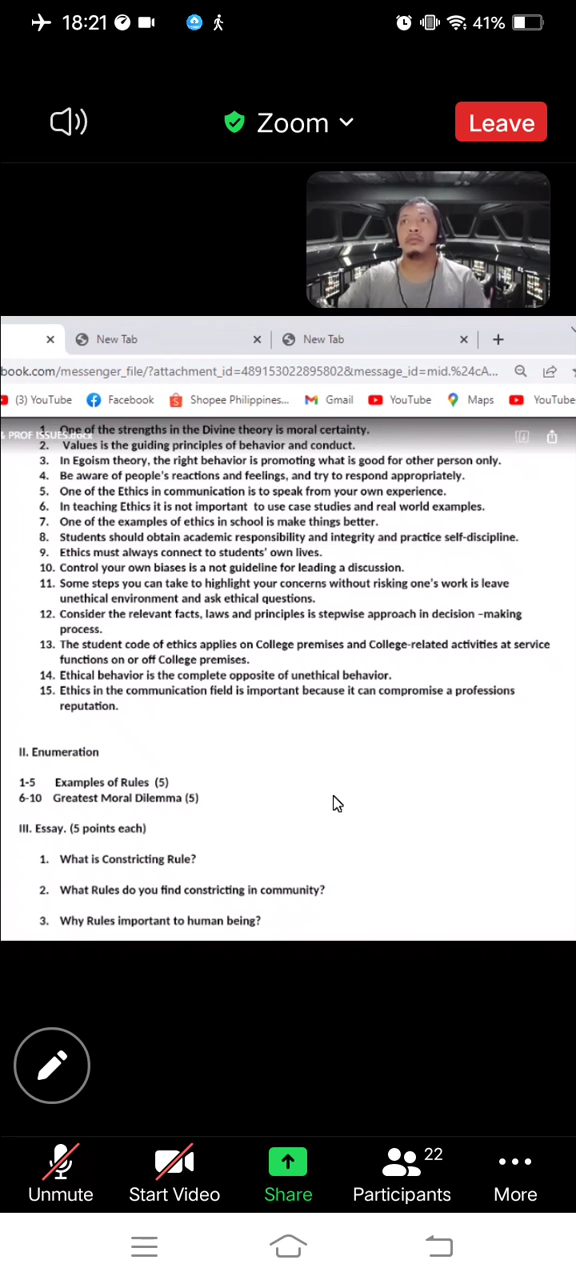 18:21
41%
Zoom
Leave
New Tab
New Tab
book.com/messenger_file/?attachment_id=489153022895802&message_id=mid.%24cA...
(3) YouTube
Facebook
Shopee Philippines...
Gmail
YouTube
Maps
YouTube
& PROF ISSUES.docx
1. One of the strengths in the Divine theory is moral certainty.
2. Values is the guiding principles of behavior and conduct.
3. In Egoism theory, the right behavior is promoting what is good for other person only.
4. Be aware of people's reactions and feelings, and try to respond appropriately.
5. One of the Ethics in communication is to speak from your own experience.
6. In teaching Ethics it is not important to use case studies and real world examples.
7. One of the examples of ethics in school is make things better.
8. Students should obtain academic responsibility and integrity and practice self-discipline.
9. Ethics must always connect to students' own lives.
10. Control your own biases is a not guideline for leading a discussion.
11. Some steps you can take to highlight your concerns without risking one's work is leave
unethical environment and ask ethical questions.
12. Consider the relevant facts, laws and principles is stepwise approach in decision –making
process.
13. The student code of ethics applies on College premises and College-related activities at service
functions on or off College premises.
14. Ethical behavior is the complete opposite of unethical behavior.
15. Ethics in the communication field is important because it can compromise a professions
reputation.
II. Enumeration
1-5 Examples of Rules (5)
6-10 Greatest Moral Dilemma (5)
III. Essay. (5 points each)
1. What is Constricting Rule?
2. What Rules do you find constricting in community?
3. Why Rules important to human being?
22
Unmute
Start Video
Share
Participants
More